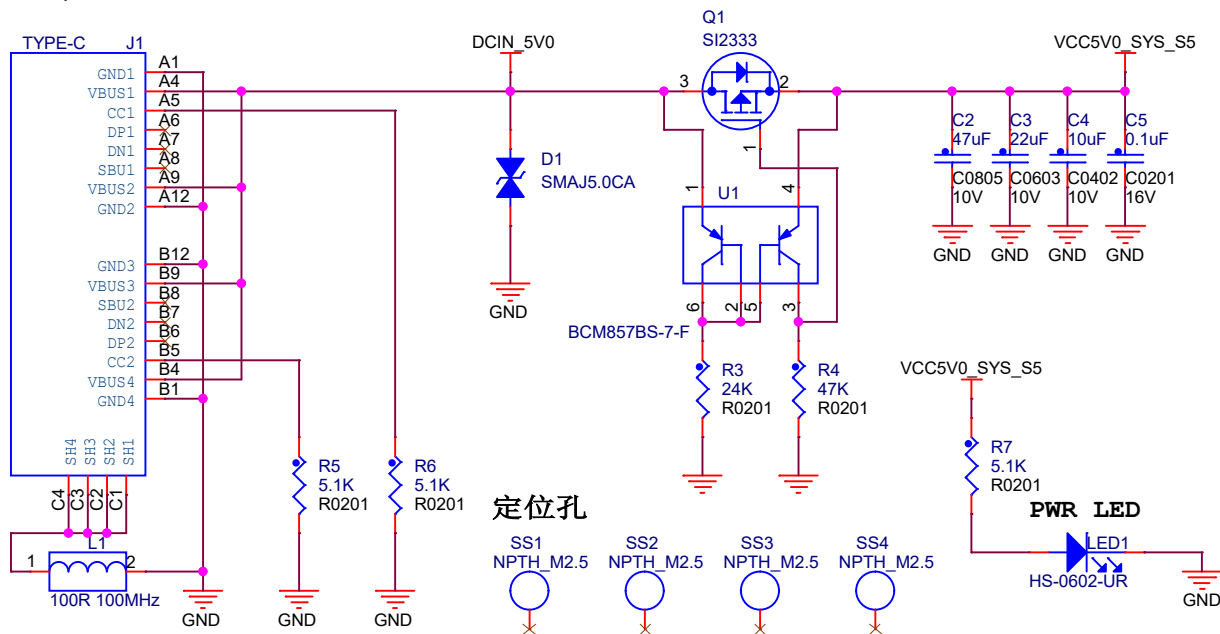 TYPE-C J1
GND1 A1
VBUS1 A4
CC1 A5
DP1 A6
DN1 A7
SBU1 A8
VBUS2 A9
GND2 A12
GND3 B12
VBUS3 B9
SBU2 B8
DN2 B7
DP2 B6
CC2 B5
VBUS4 B4
GND4 B1
SH4 SH3 SH2 SH1
C4 C3 C2 C1
L1
1 2
100R 100MHz
GND
R5
5.1K
R0201
GND
R6
5.1K
R0201
GND
DCIN_5V0
D1
SMAJ5.0CA
GND
Q1
SI2333
3 2
1
1 4
U1
6 2 5 3
BCM857BS-7-F
R3
24K
R0201
R4
47K
R0201
VCC5V0_SYS_S5
C2
47uF
C0805
10V
GND
C3
22uF
C0603
10V
GND
C4
10uF
C0402
10V
GND
C5
0.1uF
C0201
16V
GND
VCC5V0_SYS_S5
R7
5.1K
R0201
PWR LED
LED1
HS-0602-UR
GND
定位孔
SS1
NPTH_M2.5
SS2
NPTH_M2.5
SS3
NPTH_M2.5
SS4
NPTH_M2.5